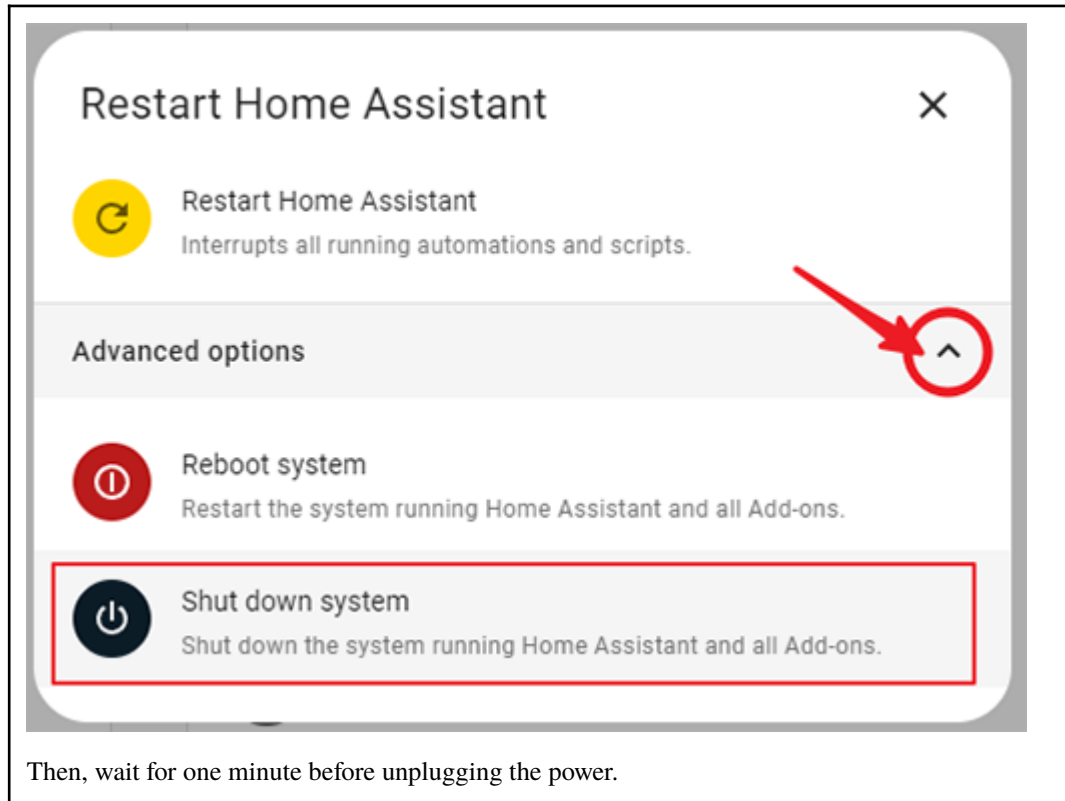 Restart Home Assistant
Restart Home Assistant
Interrupts all running automations and scripts.
Advanced options
Reboot system
Restart the system running Home Assistant and all Add-ons.
Shut down system
Shut down the system running Home Assistant and all Add-ons.
Then, wait for one minute before unplugging the power.